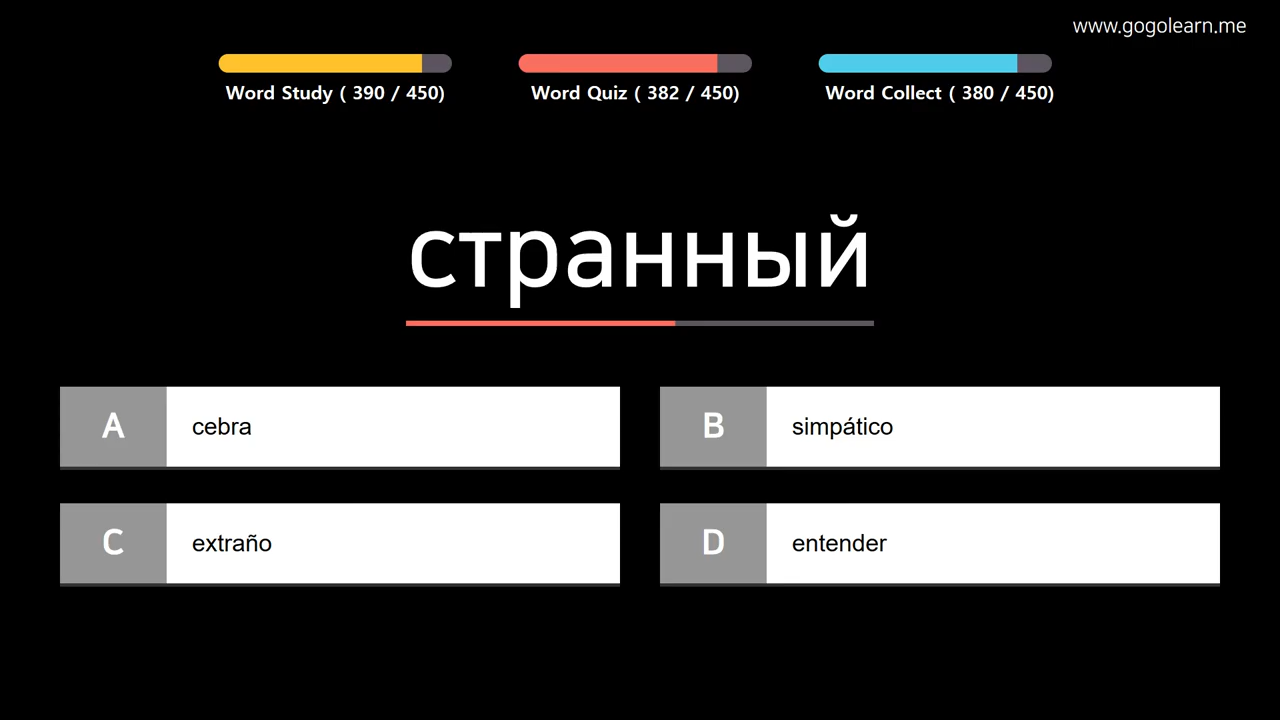 www.gogolearn.me
Word Study ( 390 / 450)
Word Quiz ( 382 / 450)
Word Collect ( 380 / 450)
странный
A cebra
B simpático
C extraño
D entender